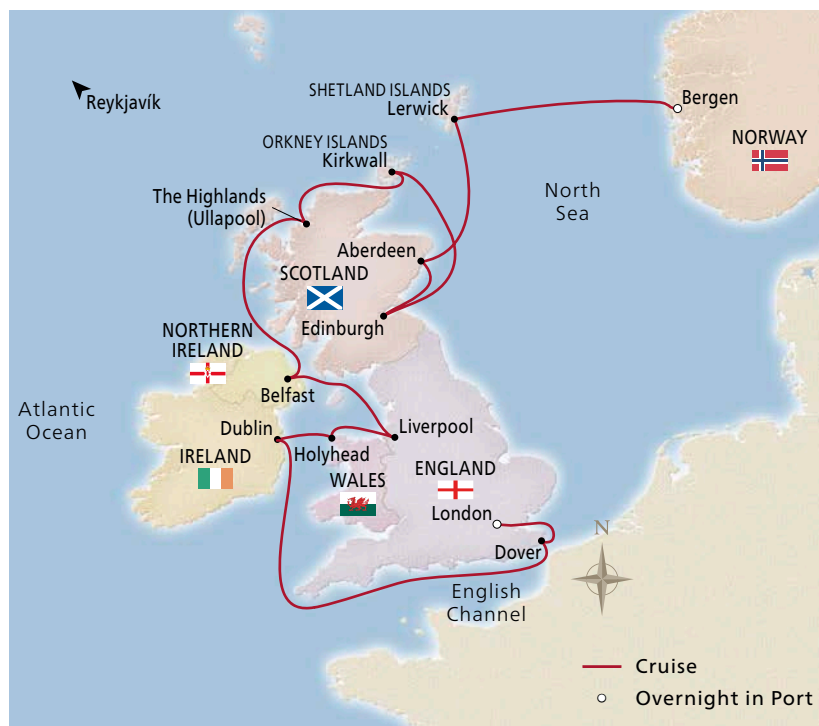 Reykjavík
SHETLAND ISLANDS
Lerwick
Bergen
NORWAY
ORKNEY ISLANDS
Kirkwall
The Highlands
(Ullapool)
North
Sea
Aberdeen
SCOTLAND
Edinburgh
NORTHERN
IRELAND
Belfast
Atlantic
Ocean
Dublin
Liverpool
Holyhead
IRELAND
WALES
ENGLAND
London
Dover
N
English
Channel
Cruise
Overnight in Port